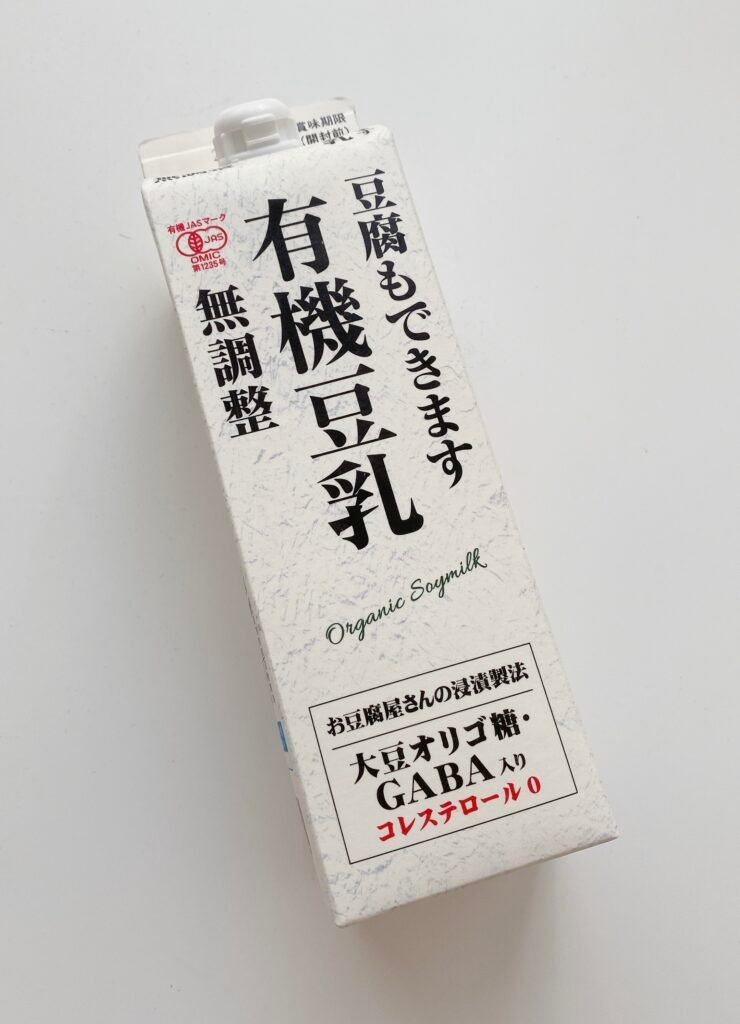 賞味期限
(開封前)
豆腐もできます
有機豆乳
無調整
有機JASマーク
JAS
OMIC
第1235号
Organic Soymilk
お豆腐屋さんの浸漬製法
大豆オリゴ糖・
GABA入り
コレステロール0